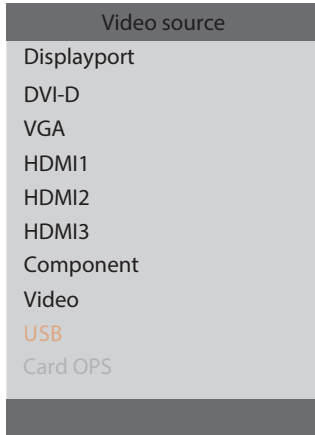 Video source
Displayport
DVI-D
VGA
HDMI1
HDMI2
HDMI3
Component
Video
USB
Card OPS